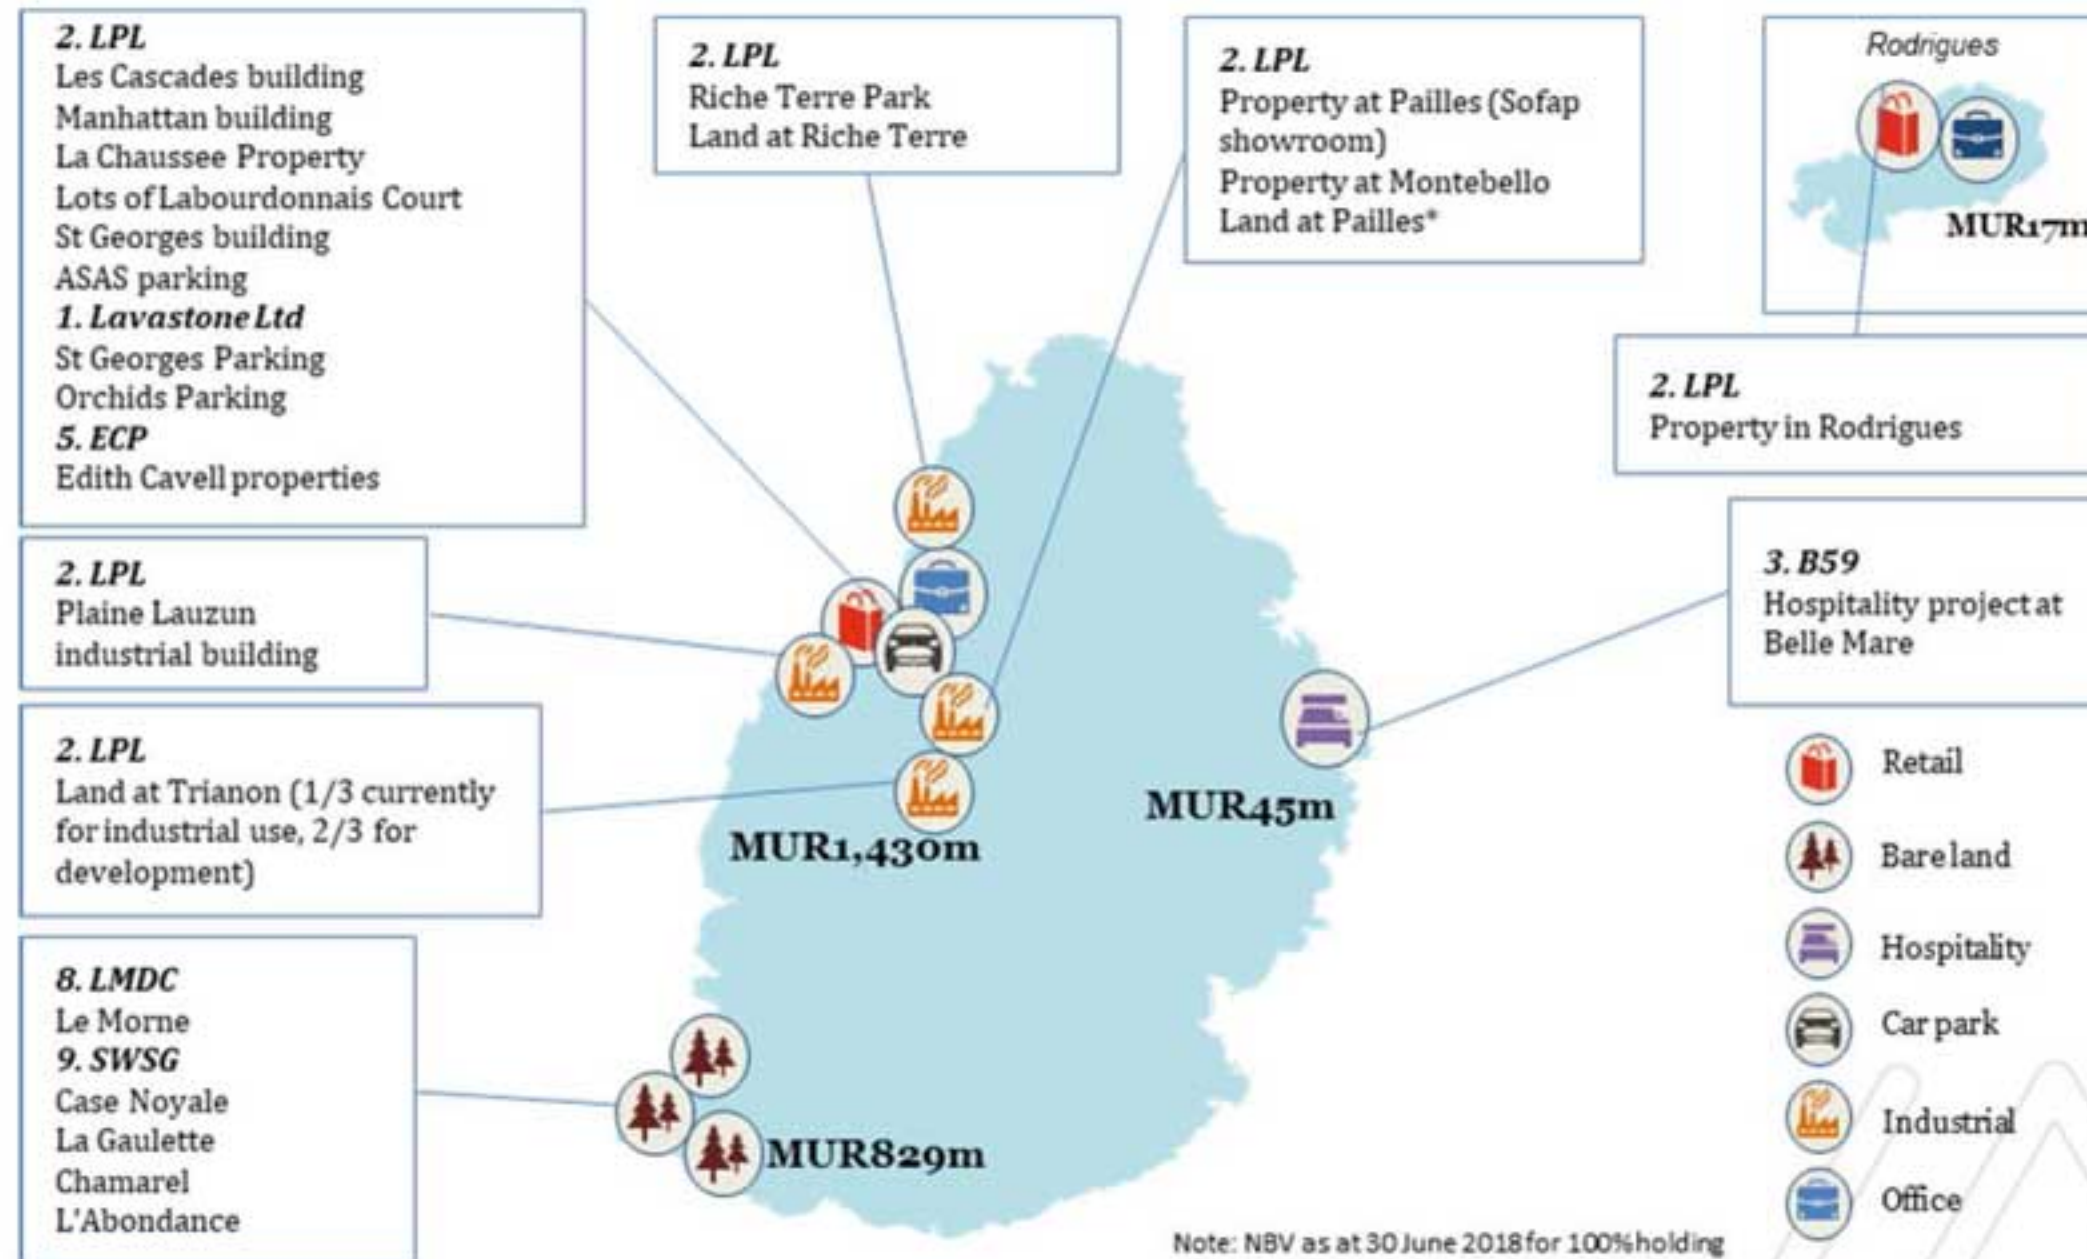 2. LPL
Les Cascades building
Manhattan building
La Chaussee Property
Lots of Labourdonnais Court
St Georges building
ASAS parking
1. Lavastone Ltd
St Georges Parking
Orchids Parking
5. ECP
Edith Cavell properties
2. LPL
Riche Terre Park
Land at Riche Terre
2. LPL
Property at Pailles (Sofap
showroom)
Property at Montebello
Land at Pailles*
Rodrigues
MUR17m
2. LPL
Property in Rodrigues
2. LPL
Plaine Lauzun
industrial building
3. B59
Hospitality project at
Belle Mare
2. LPL
Land at Trianon (1/3 currently
for industrial use, 2/3 for
development)
MUR1,430m
MUR45m
8. LMDC
Le Morne
9. SWSG
Case Noyale
La Gaulette
Chamarel
L'Abondance
MUR829m
Retail
Bare land
Hospitality
Car park
Industrial
Office
Note: NBV as at 30 June 2018 for 100% holding